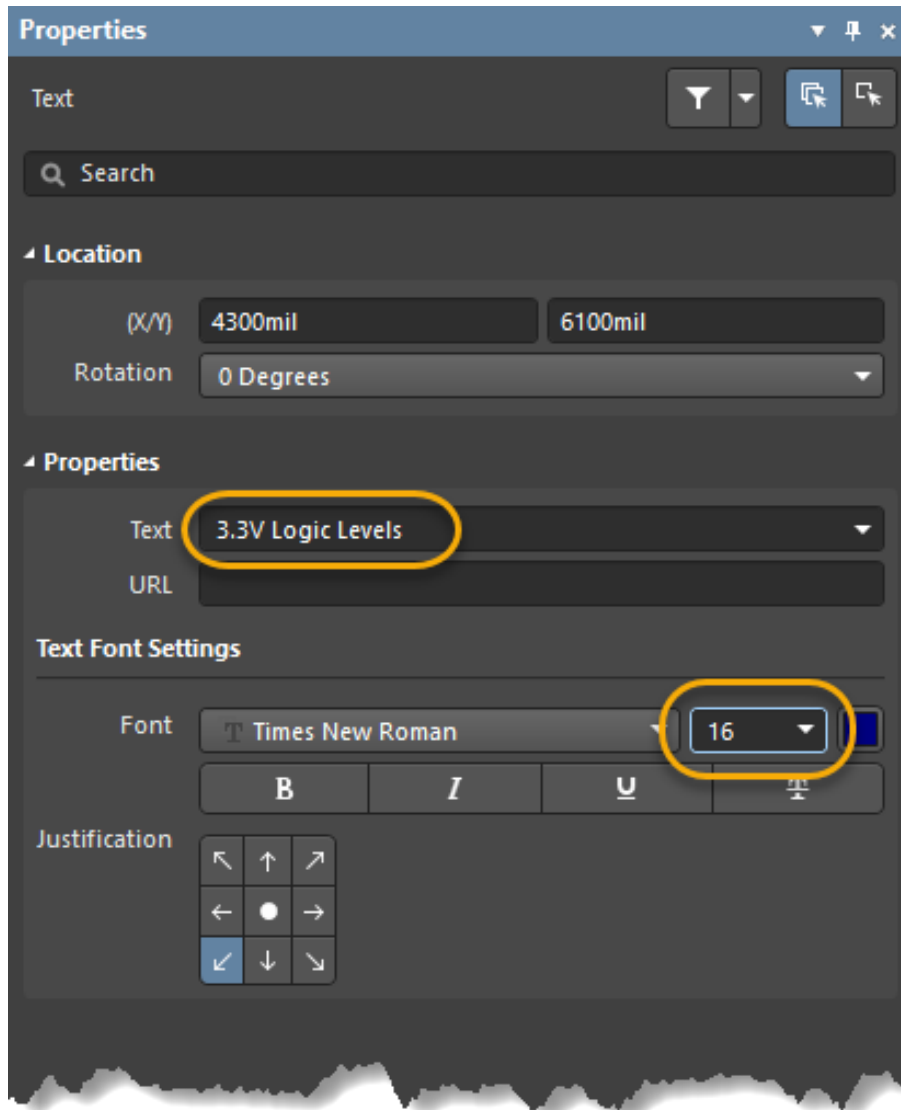 Properties
Text
Search
Location
(X/Y) 4300mil 6100mil
Rotation 0 Degrees
Properties
Text 3.3V Logic Levels
URL
Text Font Settings
Font T Times New Roman 16
B I U T
Justification